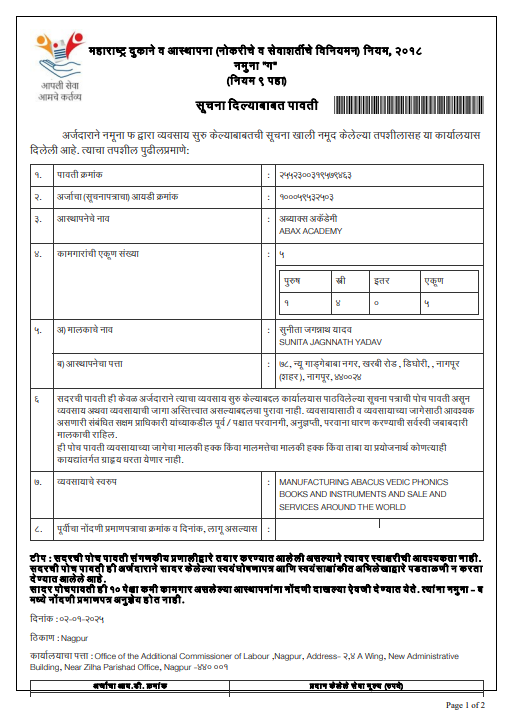 आपली सेवा
आमचे कर्तव्य
महाराष्ट्र दुकाने व आस्थापना (नोकरीचे व सेवाशर्तीचे विनियमन) नियम, २०१८
नमुना "ग"
(नियम ९ पहा)
सूचना दिल्याबाबत पावती
अर्जदाराने नमूना फ द्वारा व्यवसाय सुरु केल्याबाबतची सूचना खाली नमूद केलेल्या तपशीलासह या कार्यालयास
दिलेली आहे. त्याचा तपशील पुढीलप्रमाणे:
१. पावती क्रमांक : २५५२३००३१९५७९४६३
२. अर्जाचा (सूचनापत्राचा) आयडी क्रमांक : १०००५९५३२५०३
३. आस्थापनेचे नाव : अब्याक्स अकॅडेमी
ABAX ACADEMY
४. कामगारांची एकूण संख्या : ५
पुरुष स्त्री इतर एकूण
१ ४ ० ५
५. अ) मालकाचे नाव : सुनीता जगन्नाथ यादव
SUNITA JAGNNATH YADAV
ब) आस्थापनेचा पत्ता : ७८, न्यू गाड्गेबाबा नगर, खरबी रोड , डिघोरी, , नागपूर
(शहर ), नागपूर, ४४००२४
६ सदरची पावती ही केवळ अर्जदाराने त्याचा व्यवसाय सुरु केल्याबद्दल कार्यालयास पाठविलेल्या सूचना पत्राची पोच पावती असून
व्यवसाय अथवा व्यवसायाची जागा अस्तित्त्वात असल्याबद्दलचा पुरावा नाही. व्यवसायासाठी व व्यवसायाच्या जागेसाठी आवश्यक
असणारी संबंधित सक्षम प्राधिकारी यांच्याकडील पूर्व / पश्चात परवानगी, अनुज्ञप्ती, परवाना धारण करण्याची सर्वस्वी जबाबदारी
मालकाची राहिल.
ही पोच पावती व्यवसायाच्या जागेचा मालकी हक्क किंवा मालमत्तेचा मालकी हक्क किंवा ताबा या प्रयोजनार्थ कोणत्याही
कायद्यांतर्गत ग्राह्य धरता येणार नाही.
७. व्यवसायाचे स्वरुप : MANUFACTURING ABACUS VEDIC PHONICS
BOOKS AND INSTRUMENTS AND SALE AND
SERVICES AROUND THE WORLD
८. पूर्वीचा नोंदणी प्रमाणपत्राचा क्रमांक व दिनांक, लागू असल्यास :
टीप : सदरची पोच पावती संगणकीय प्रणालीद्वारे तयार करण्यात आलेली असल्याने त्यावर स्वाक्षरीची आवश्यकता नाही.
सदरची पोच पावती ही अर्जदाराने सादर केलेल्या स्वयंघोषणापत्र आणि स्वयंसाक्षांकीत अभिलेखाद्वारे पडताळणी न करता
देण्यात आलेले आहे.
सादर पोचपावती ही १० पेक्षा कमी कामगार असलेल्या आस्थापनांना नोंदणी दाखल्या ऐवजी देण्यात येते. त्यांना नमुना – ब
मध्ये नोंदणी प्रमाणपत्र अनुज्ञेय होत नाही.
दिनांक :०२-०१-२०२५
ठिकाण : Nagpur
कार्यालयाचा पत्ता : Office of the Additional Commissioner of Labour ,Nagpur, Address- २,४ A Wing, New Administrative
Building, Near Zilha Parishad Office, Nagpur -४४० ००१
अर्जाचा आय.डी. क्रमांक प्रदान केलेले सेवा मूल्य (रुपये)
Page 1 of 2